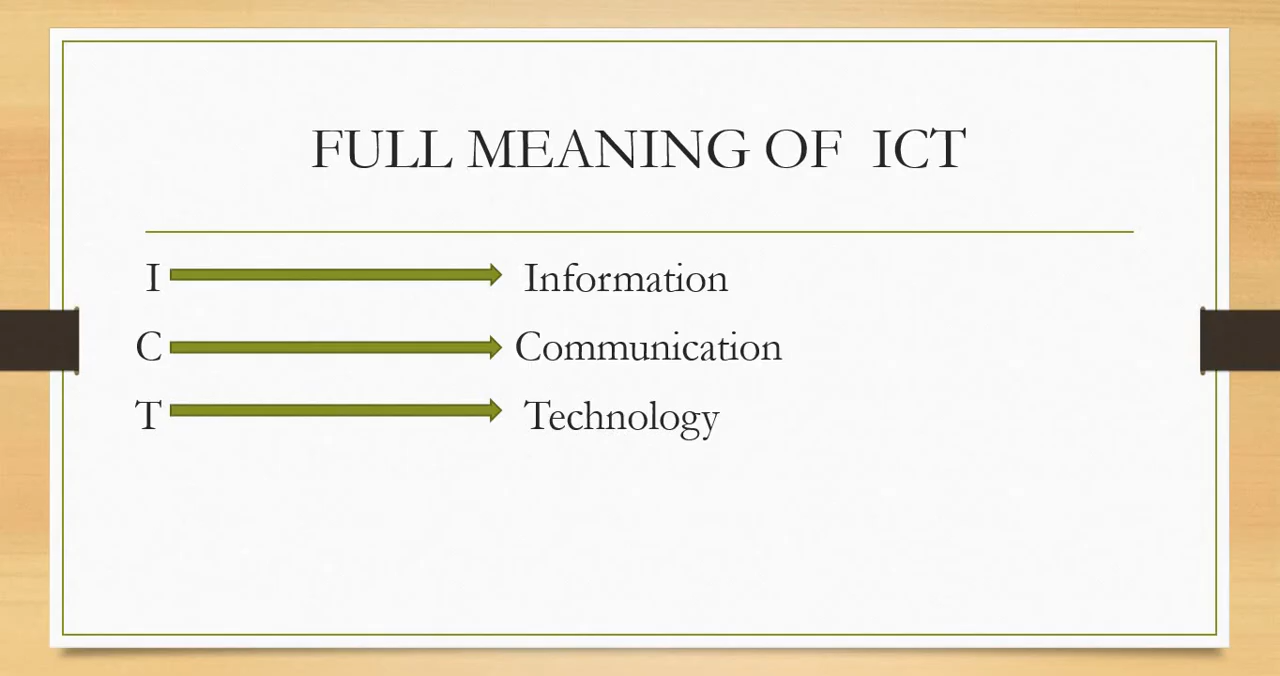 FULL MEANING OF ICT
I Information
C Communication
T Technology